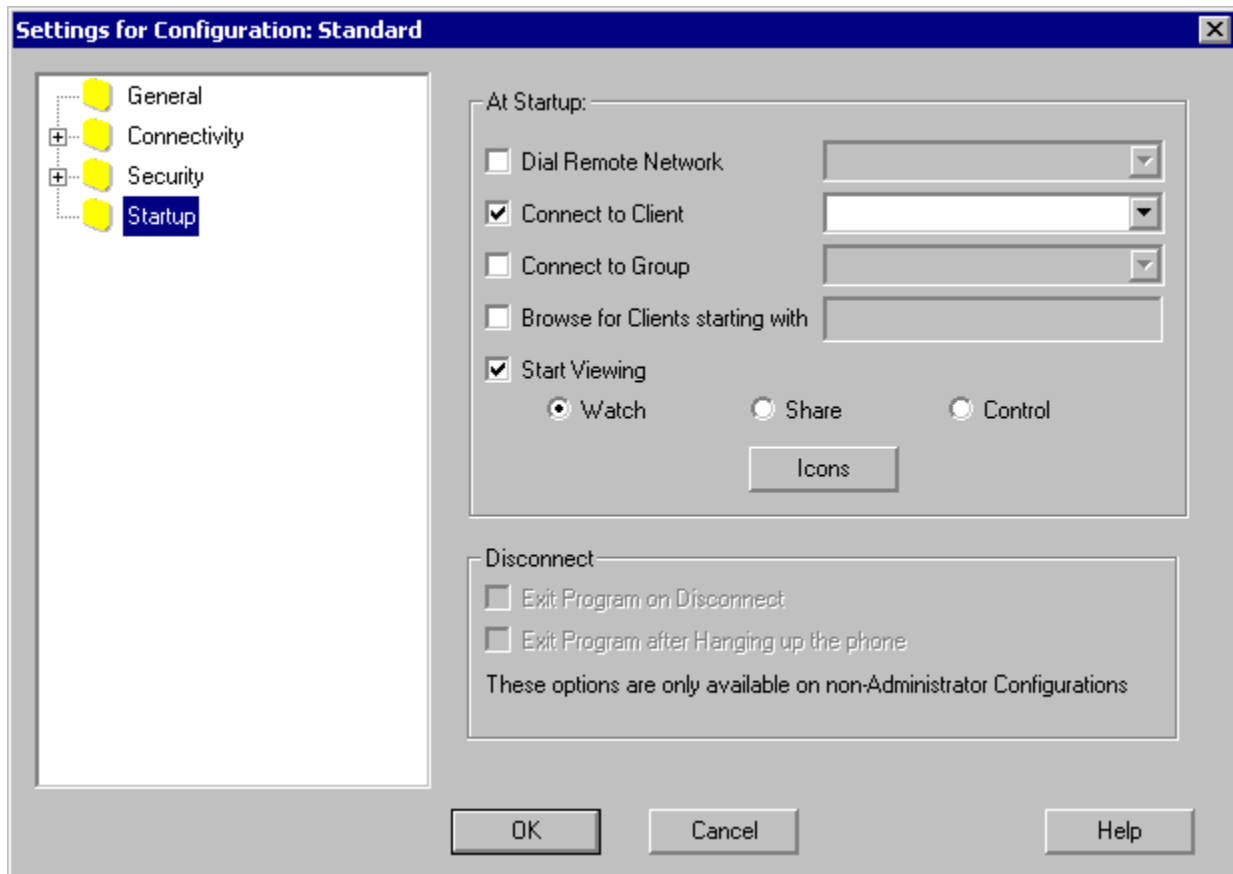 Settings for Configuration: Standard
General
Connectivity
Security
Startup
At Startup:
Dial Remote Network
Connect to Client
Connect to Group
Browse for Clients starting with
Start Viewing
Watch Share Control
Icons
Disconnect
Exit Program on Disconnect
Exit Program after Hanging up the phone
These options are only available on non-Administrator Configurations
OK Cancel Help